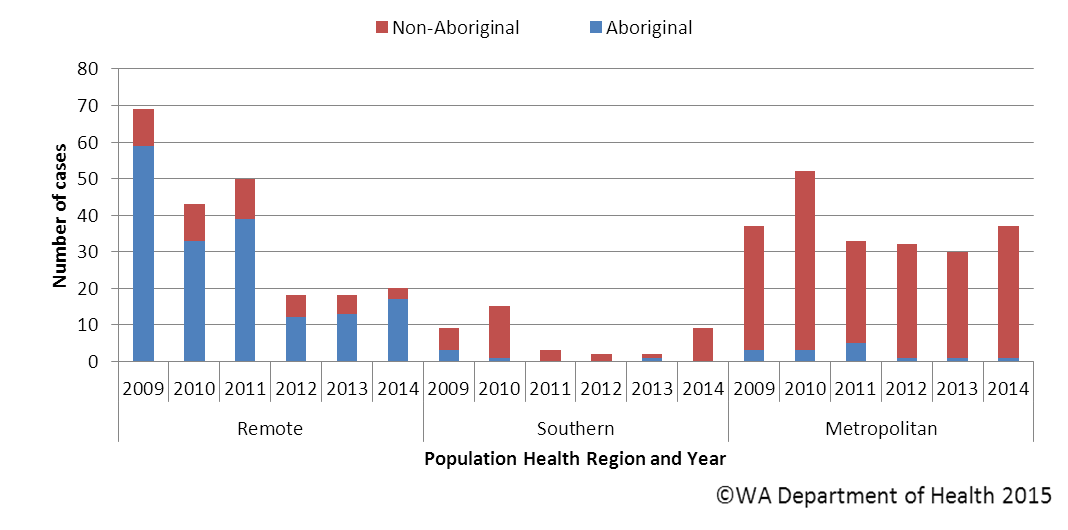 Non-Aboriginal Aboriginal
Number of cases
80
70
60
50
40
30
20
10
0
2009 2010 2011 2012 2013 2014 2009 2010 2011 2012 2013 2014 2009 2010 2011 2012 2013 2014
Remote Southern Metropolitan
Population Health Region and Year
©WA Department of Health 2015